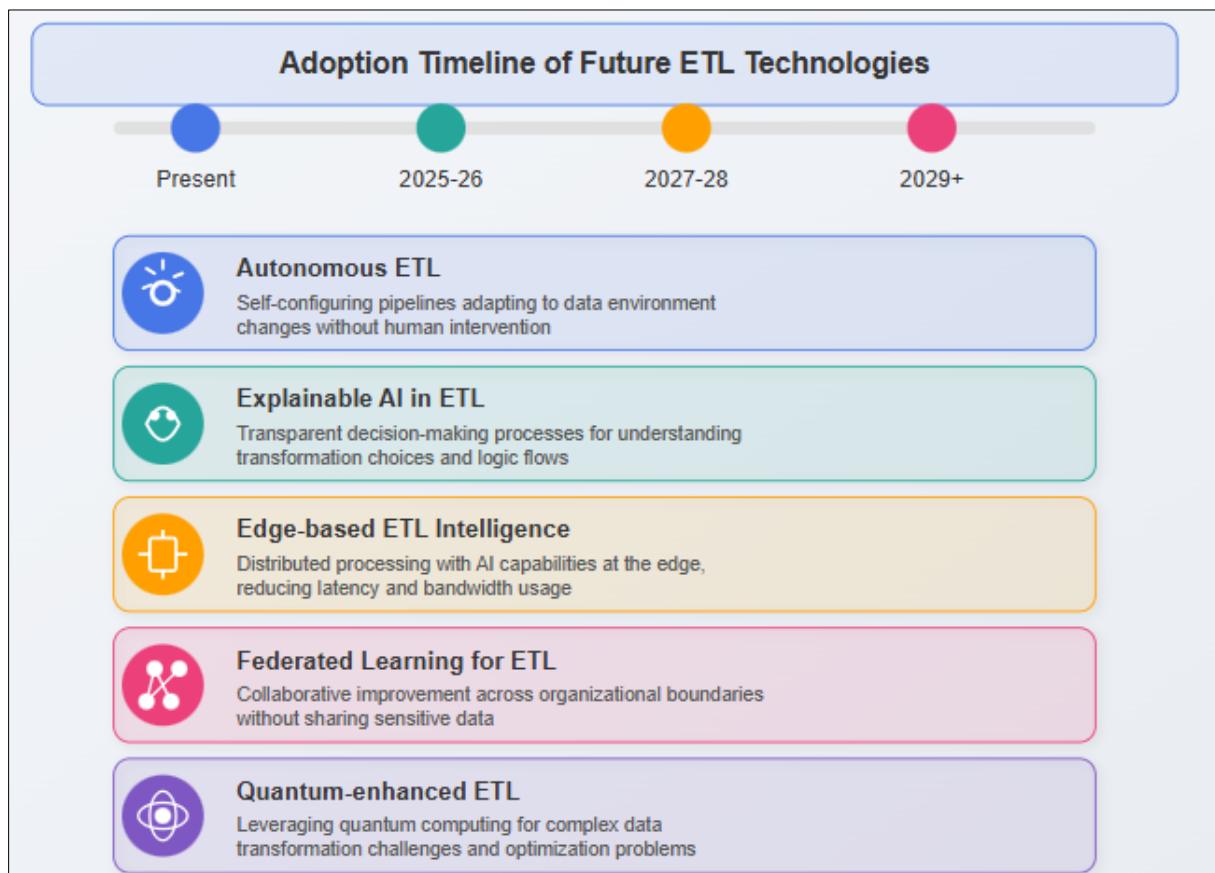 Adoption Timeline of Future ETL Technologies
Present
2025-26
2027-28
2029+
Autonomous ETL
Self-configuring pipelines adapting to data environment
changes without human intervention
Explainable AI in ETL
Transparent decision-making processes for understanding
transformation choices and logic flows
Edge-based ETL Intelligence
Distributed processing with AI capabilities at the edge,
reducing latency and bandwidth usage
Federated Learning for ETL
Collaborative improvement across organizational boundaries
without sharing sensitive data
Quantum-enhanced ETL
Leveraging quantum computing for complex data
transformation challenges and optimization problems